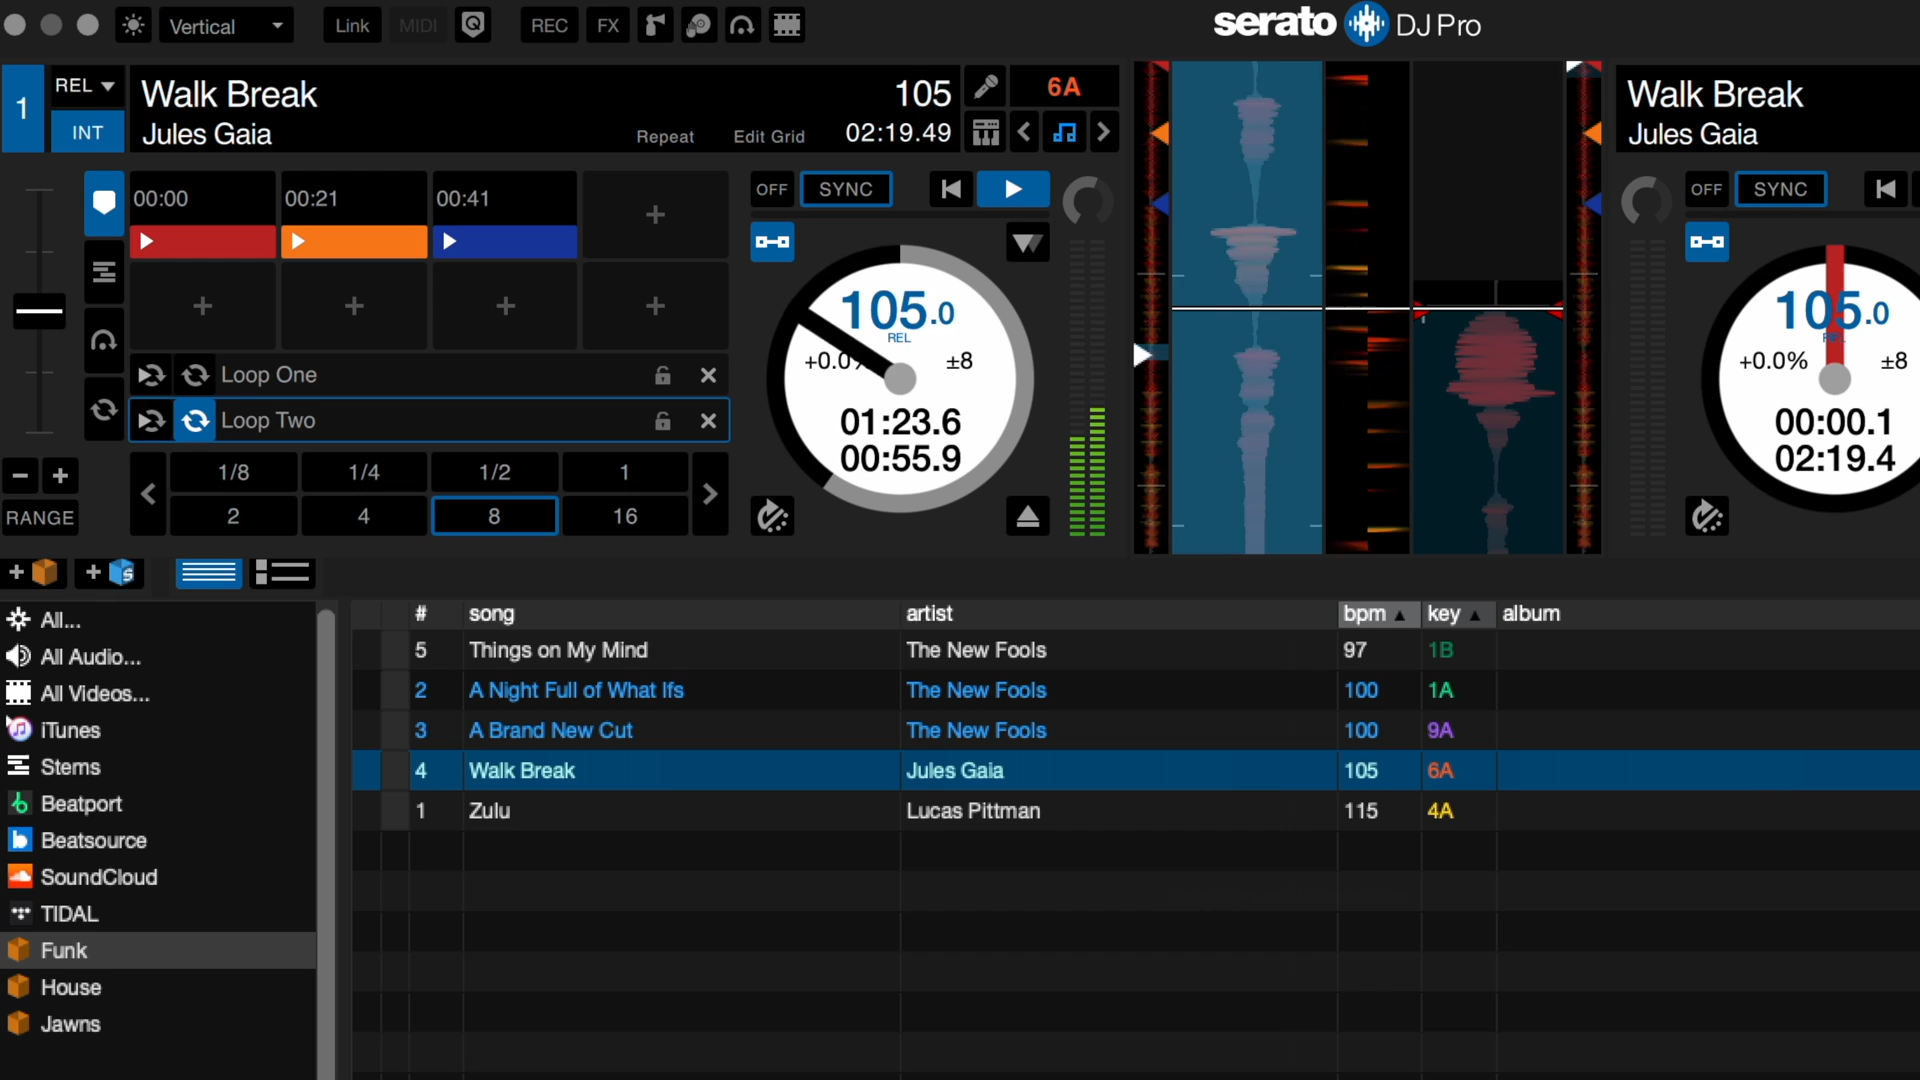 Vertical
Link
MIDI
REC
FX
serato DJ Pro
1
REL
INT
Walk Break
Jules Gaia
Repeat
Edit Grid
105
02:19.49
6A
Walk Break
Jules Gaia
00:00
00:21
00:41
OFF
SYNC
OFF
SYNC
105.0
REL
±8
01:23.6
00:55.9
105.0
+0.0%
±8
00:00.1
02:19.4
Loop One
Loop Two
1/8
1/4
1/2
1
2
4
8
16
RANGE
# song artist bpm key album
5 Things on My Mind The New Fools 97 1B
2 A Night Full of What Ifs The New Fools 100 1A
3 A Brand New Cut The New Fools 100 9A
4 Walk Break Jules Gaia 105 6A
1 Zulu Lucas Pittman 115 4A
All...
All Audio...
All Videos...
iTunes
Stems
Beatport
Beatsource
SoundCloud
TIDAL
Funk
House
Jawns